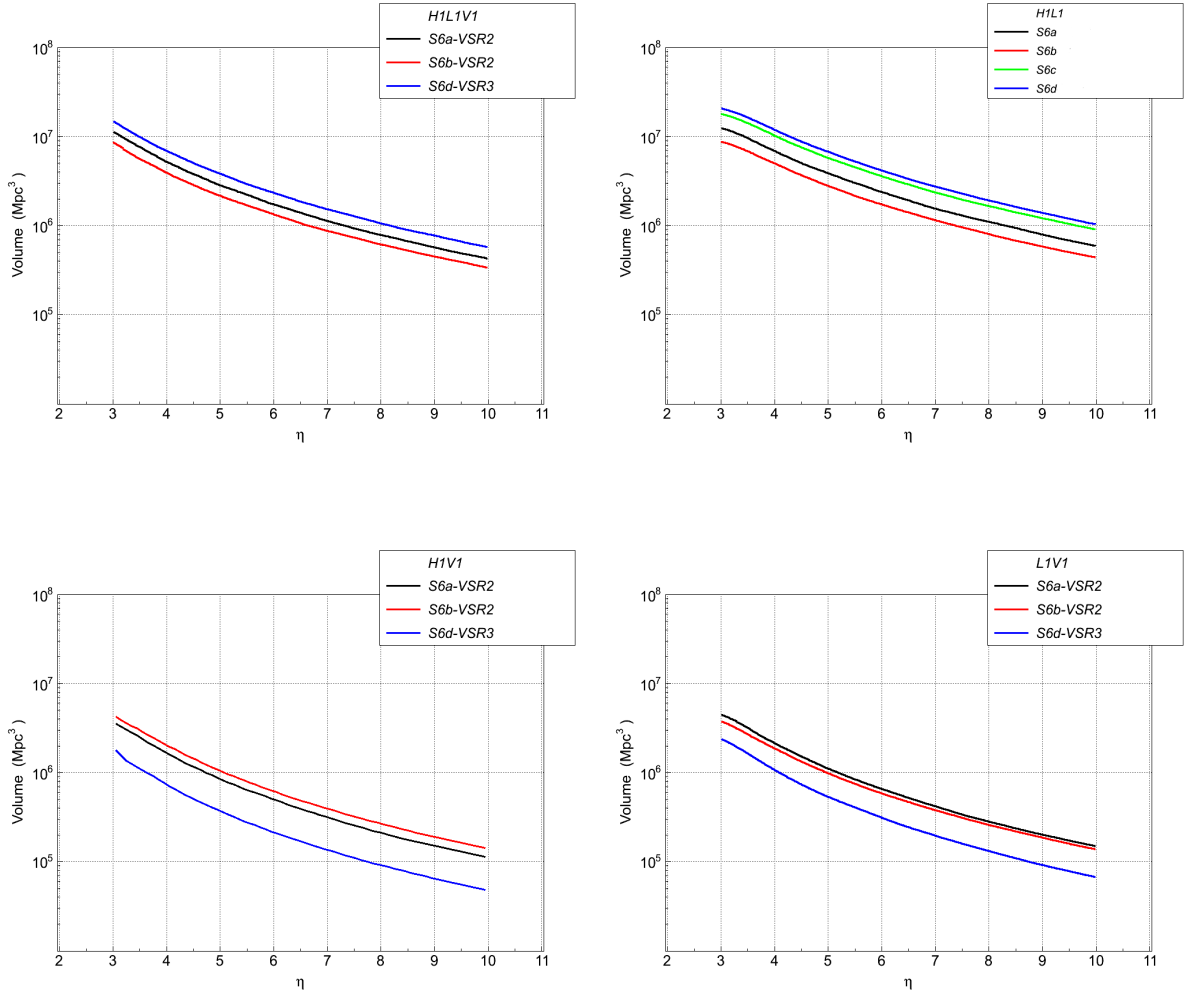 H1L1V1
S6a-VSR2
S6b-VSR2
S6d-VSR3
10^8
10^7
10^6
10^5
Volume (Mpc^3)
2 3 4 5 6 7 8 9 10 11
η
H1L1
S6a
S6b
S6c
S6d
10^8
10^7
10^6
10^5
Volume (Mpc^3)
2 3 4 5 6 7 8 9 10 11
η
H1V1
S6a-VSR2
S6b-VSR2
S6d-VSR3
10^8
10^7
10^6
10^5
Volume (Mpc^3)
2 3 4 5 6 7 8 9 10 11
η
L1V1
S6a-VSR2
S6b-VSR2
S6d-VSR3
10^8
10^7
10^6
10^5
Volume (Mpc^3)
2 3 4 5 6 7 8 9 10 11
η